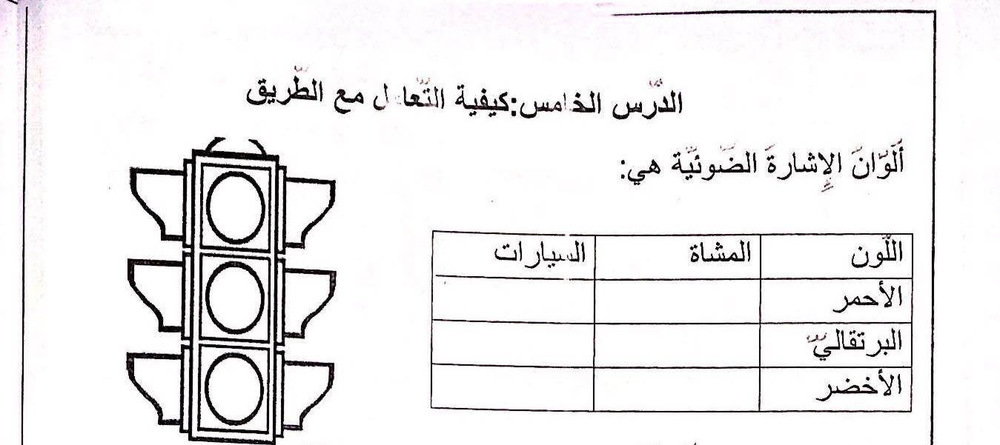 الدّرس الخامس:كيفية التّعامل مع الطّريق
أَلْوَانَ الإِشارةَ الضَوئيَّة هي:
اللّون المشاة السيارات
الأحمر
البرتقاليّ
الأخضر